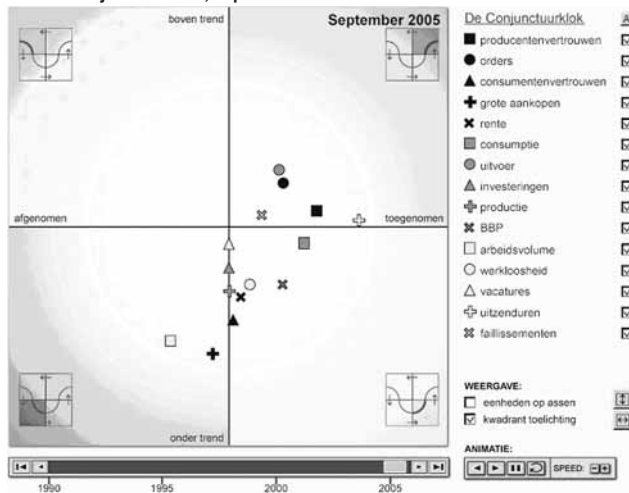 boven trend
September 2005
afgenomen
toegenomen
onder trend
1990
1995
2000
2005
De Conjunctuurklok
producentenvertrouwen
orders
consumentenvertrouwen
grote aankopen
rente
consumptie
uitvoer
investeringen
productie
BBP
arbeidsvolume
werkloosheid
vacatures
uitzenduren
faillissementen
WEERGAVE:
eenheden op assen
kwadrant toelichting
ANIMATIE:
SPEED: